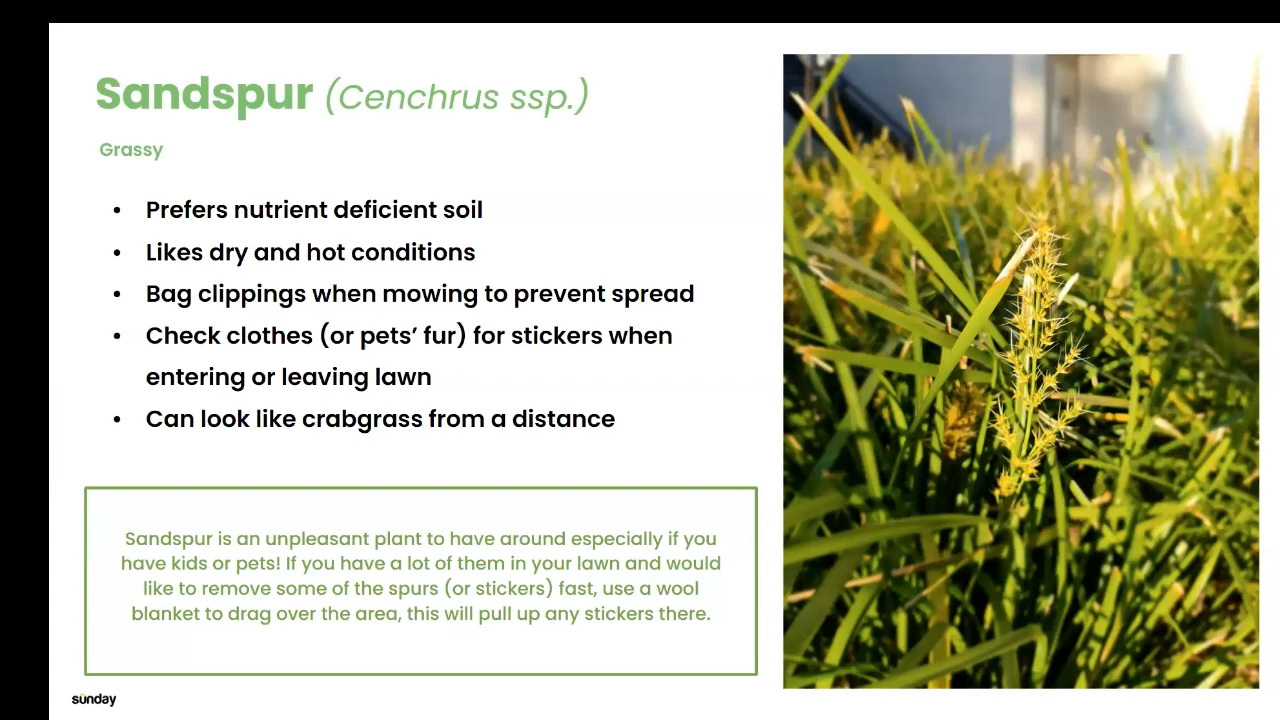 Sandspur (Cenchrus ssp.)
Grassy
• Prefers nutrient deficient soil
• Likes dry and hot conditions
• Bag clippings when mowing to prevent spread
• Check clothes (or pets’ fur) for stickers when
entering or leaving lawn
• Can look like crabgrass from a distance
Sandspur is an unpleasant plant to have around especially if you
have kids or pets! If you have a lot of them in your lawn and would
like to remove some of the spurs (or stickers) fast, use a wool
blanket to drag over the area, this will pull up any stickers there.
sunday